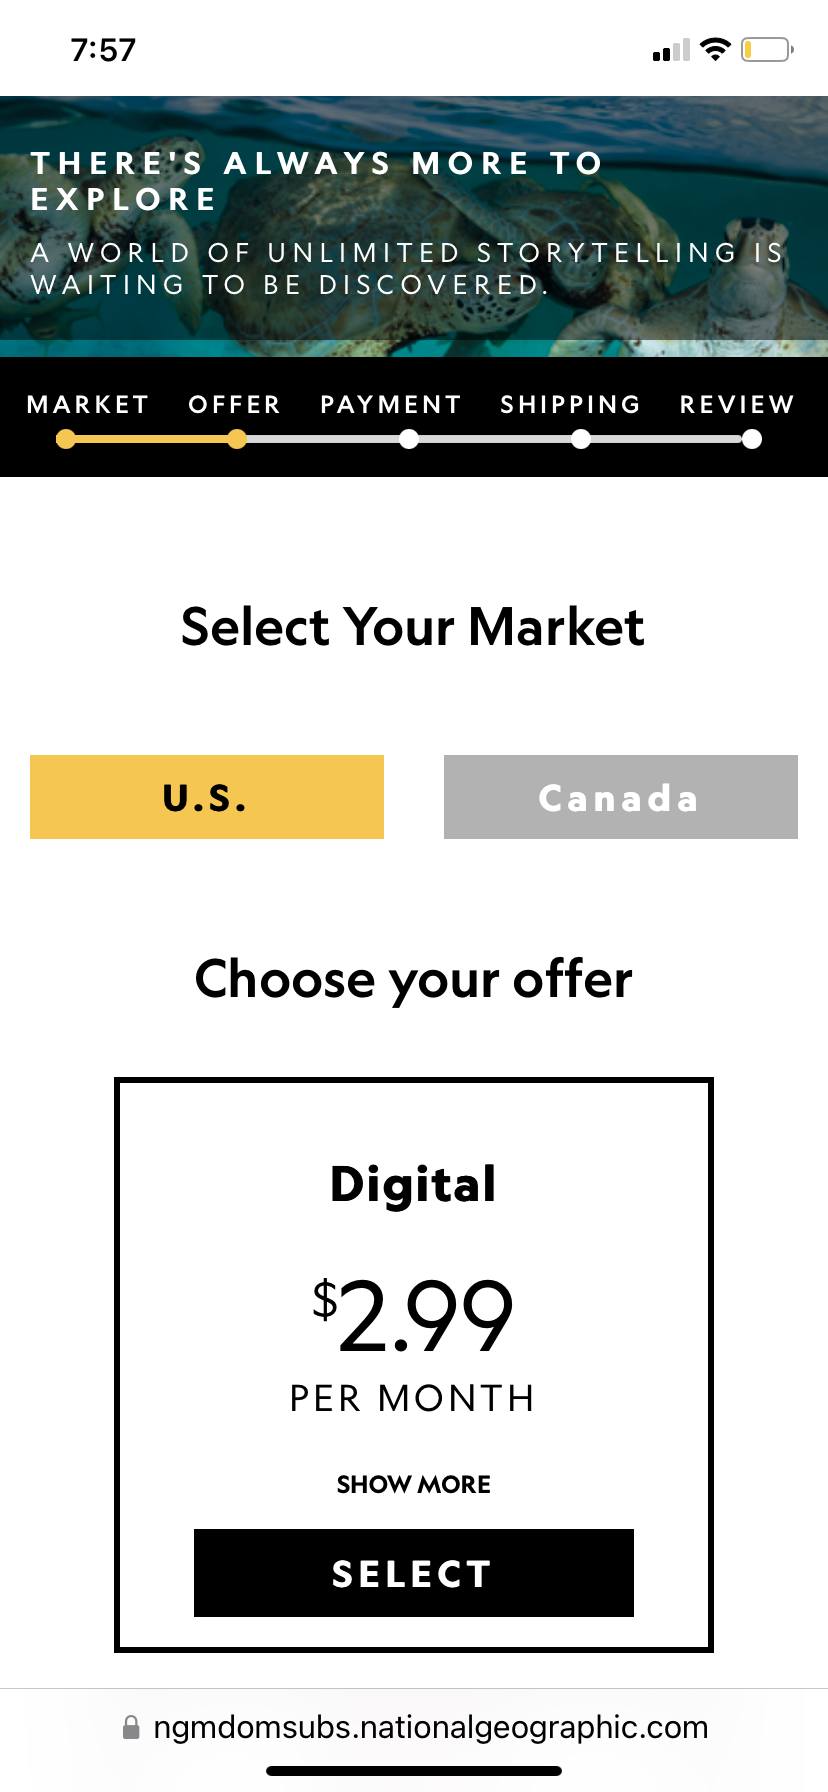 7:57
THERE'S ALWAYS MORE TO
EXPLORE
A WORLD OF UNLIMITED STORYTELLING IS
WAITING TO BE DISCOVERED.
MARKET OFFER PAYMENT SHIPPING REVIEW
Select Your Market
U.S. Canada
Choose your offer
Digital
$2.99
PER MONTH
SHOW MORE
SELECT
ngmdomsubs.nationalgeographic.com